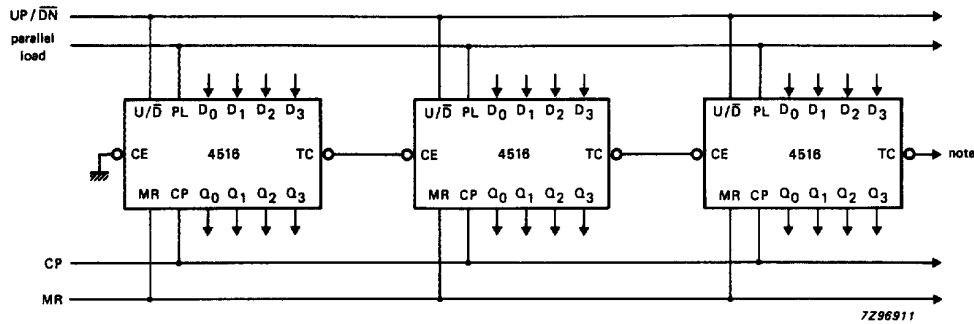 UP/DN
parallel
load
U/D PL D0 D1 D2 D3
CE 4516 TC
MR CP Q0 Q1 Q2 Q3
U/D PL D0 D1 D2 D3
CE 4516 TC
MR CP Q0 Q1 Q2 Q3
U/D PL D0 D1 D2 D3
CE 4516 TC
MR CP Q0 Q1 Q2 Q3
note
CP
MR
7Z96911